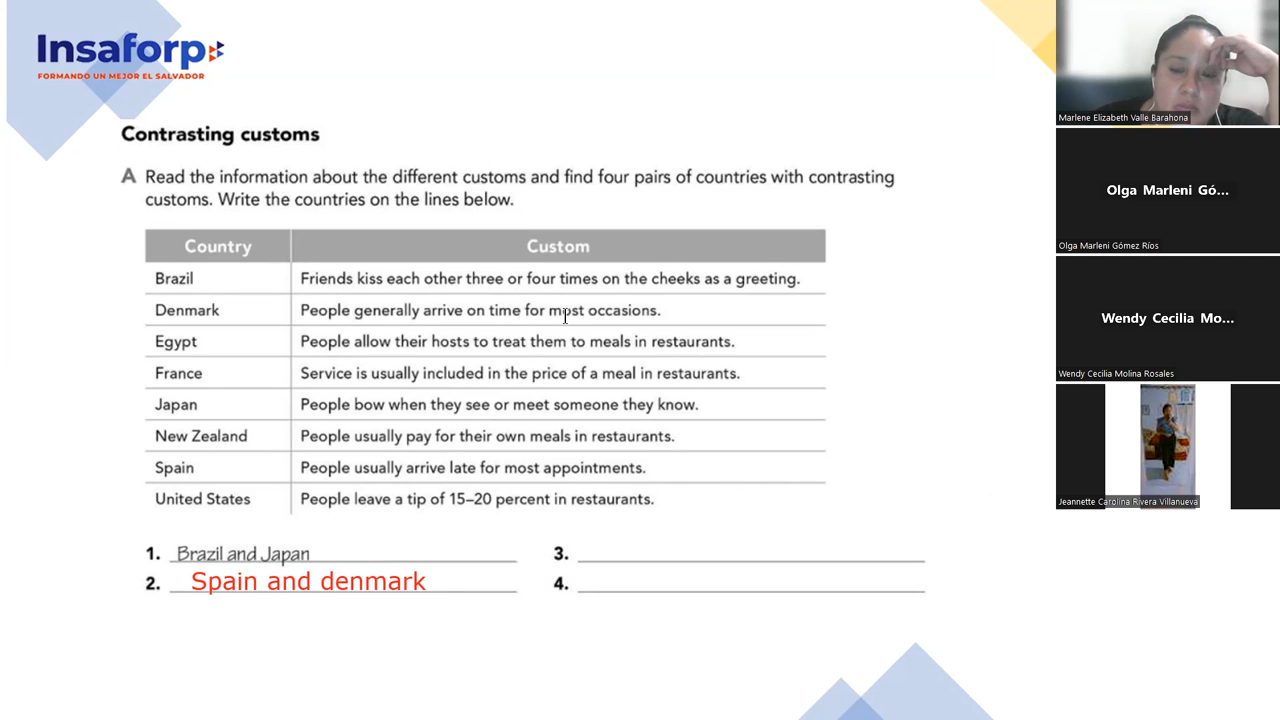 Insaforp
FORMANDO UN MEJOR EL SALVADOR
Contrasting customs
A Read the information about the different customs and find four pairs of countries with contrasting
customs. Write the countries on the lines below.
Country Custom
Brazil Friends kiss each other three or four times on the cheeks as a greeting.
Denmark People generally arrive on time for most occasions.
Egypt People allow their hosts to treat them to meals in restaurants.
France Service is usually included in the price of a meal in restaurants.
Japan People bow when they see or meet someone they know.
New Zealand People usually pay for their own meals in restaurants.
Spain People usually arrive late for most appointments.
United States People leave a tip of 15–20 percent in restaurants.
1. Brazil and Japan
2. Spain and denmark
3.
4.
Marlene Elizabeth Valle Barahona
Olga Marleni Gó...
Olga Marleni Gómez Ríos
Wendy Cecilia Mo...
Wendy Cecilia Molina Rosales
Jeannette Carolina Rivera Villanueva